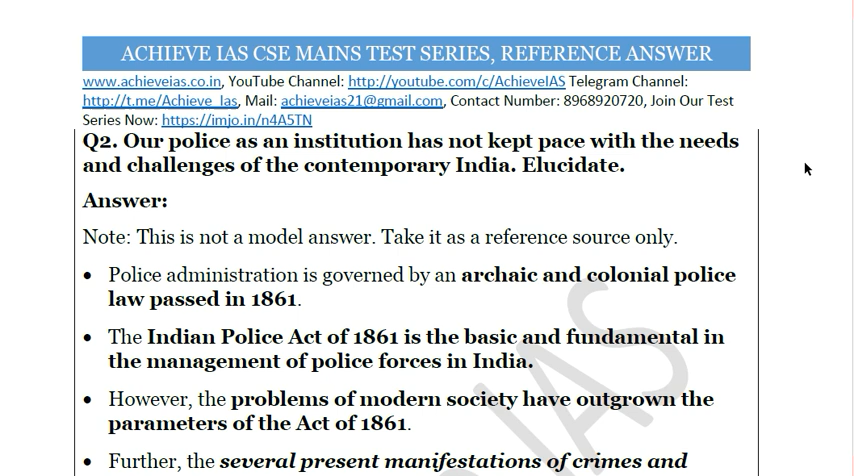 ACHIEVE IAS CSE MAINS TEST SERIES, REFERENCE ANSWER
www.achieveias.co.in, YouTube Channel: http://youtube.com/c/AchieveIAS Telegram Channel:
http://t.me/Achieve_Ias, Mail: achieveias21@gmail.com, Contact Number: 8968920720, Join Our Test
Series Now: https://imjo.in/n4A5TN
Q2. Our police as an institution has not kept pace with the needs
and challenges of the contemporary India. Elucidate.
Answer:
Note: This is not a model answer. Take it as a reference source only.
• Police administration is governed by an archaic and colonial police
law passed in 1861.
• The Indian Police Act of 1861 is the basic and fundamental in
the management of police forces in India.
• However, the problems of modern society have outgrown the
parameters of the Act of 1861.
• Further, the several present manifestations of crimes and
IAS